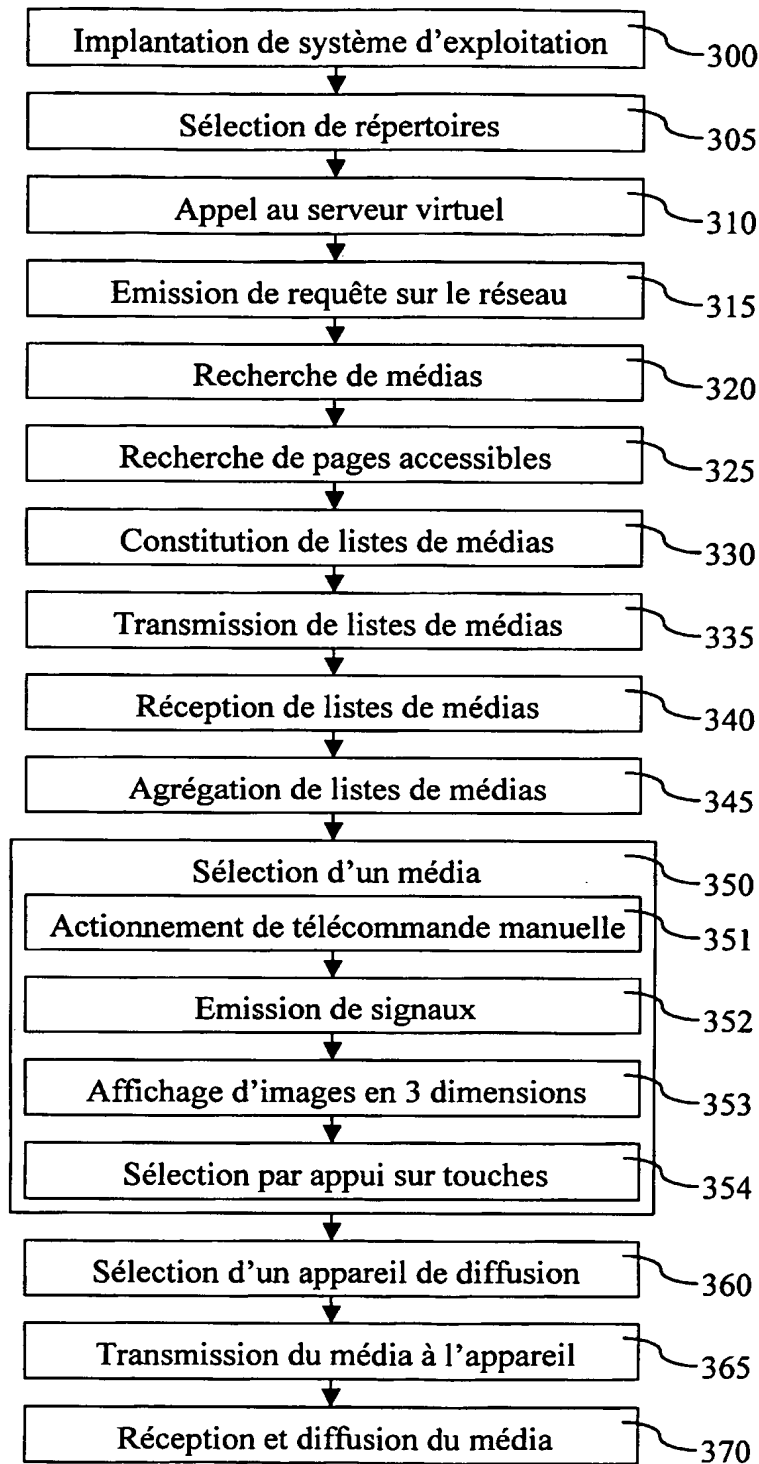 Implantation de système d'exploitation
300
Sélection de répertoires
305
Appel au serveur virtuel
310
Emission de requête sur le réseau
315
Recherche de médias
320
Recherche de pages accessibles
325
Constitution de listes de médias
330
Transmission de listes de médias
335
Réception de listes de médias
340
Agrégation de listes de médias
345
Sélection d'un média
350
Actionnement de télécommande manuelle
351
Emission de signaux
352
Affichage d'images en 3 dimensions
353
Sélection par appui sur touches
354
Sélection d'un appareil de diffusion
360
Transmission du média à l'appareil
365
Réception et diffusion du média
370